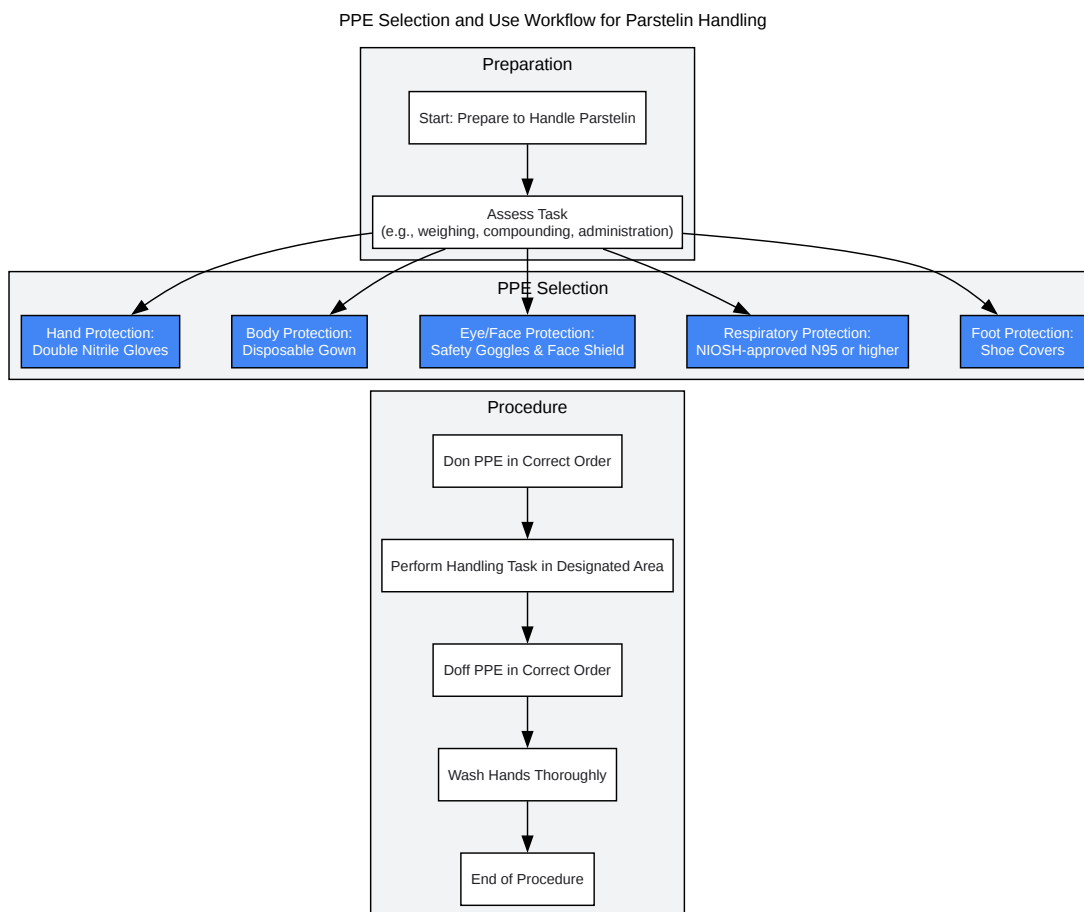 PPE Selection and Use Workflow for Parstelin Handling
Preparation
Start: Prepare to Handle Parstelin
Assess Task
(e.g., weighing, compounding, administration)
PPE Selection
Hand Protection:
Double Nitrile Gloves
Body Protection:
Disposable Gown
Eye/Face Protection:
Safety Goggles & Face Shield
Respiratory Protection:
NIOSH-approved N95 or higher
Foot Protection:
Shoe Covers
Procedure
Don PPE in Correct Order
Perform Handling Task in Designated Area
Doff PPE in Correct Order
Wash Hands Thoroughly
End of Procedure